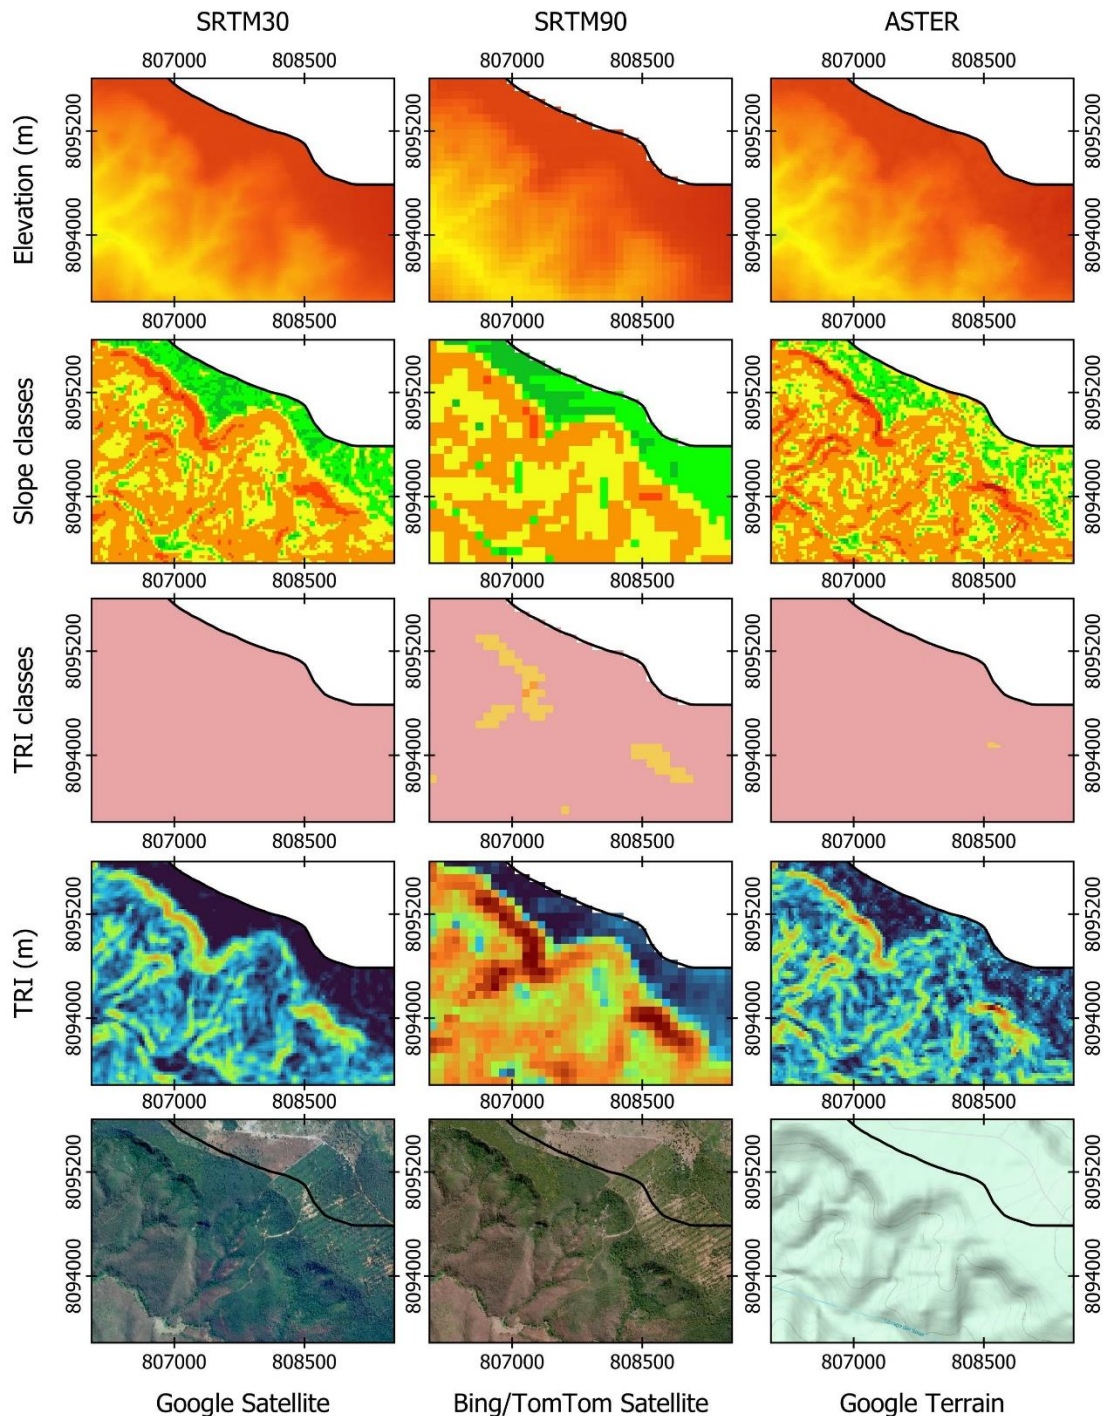 SRTM30 SRTM90 ASTER
807000 808500 807000 808500 807000 808500
Elevation (m) 8095200 8094000 8095200 8094000 8095200 8094000
807000 808500 807000 808500 807000 808500
Slope classes 8095200 8094000 8095200 8094000 8095200 8094000
807000 808500 807000 808500 807000 808500
TRI classes 8095200 8094000 8095200 8094000 8095200 8094000
807000 808500 807000 808500 807000 808500
TRI (m) 8095200 8094000 8095200 8094000 8095200 8094000
807000 808500 807000 808500 807000 808500
8095200 8094000 8095200 8094000 8095200 8094000
807000 808500 807000 808500 807000 808500
Google Satellite Bing/TomTom Satellite Google Terrain